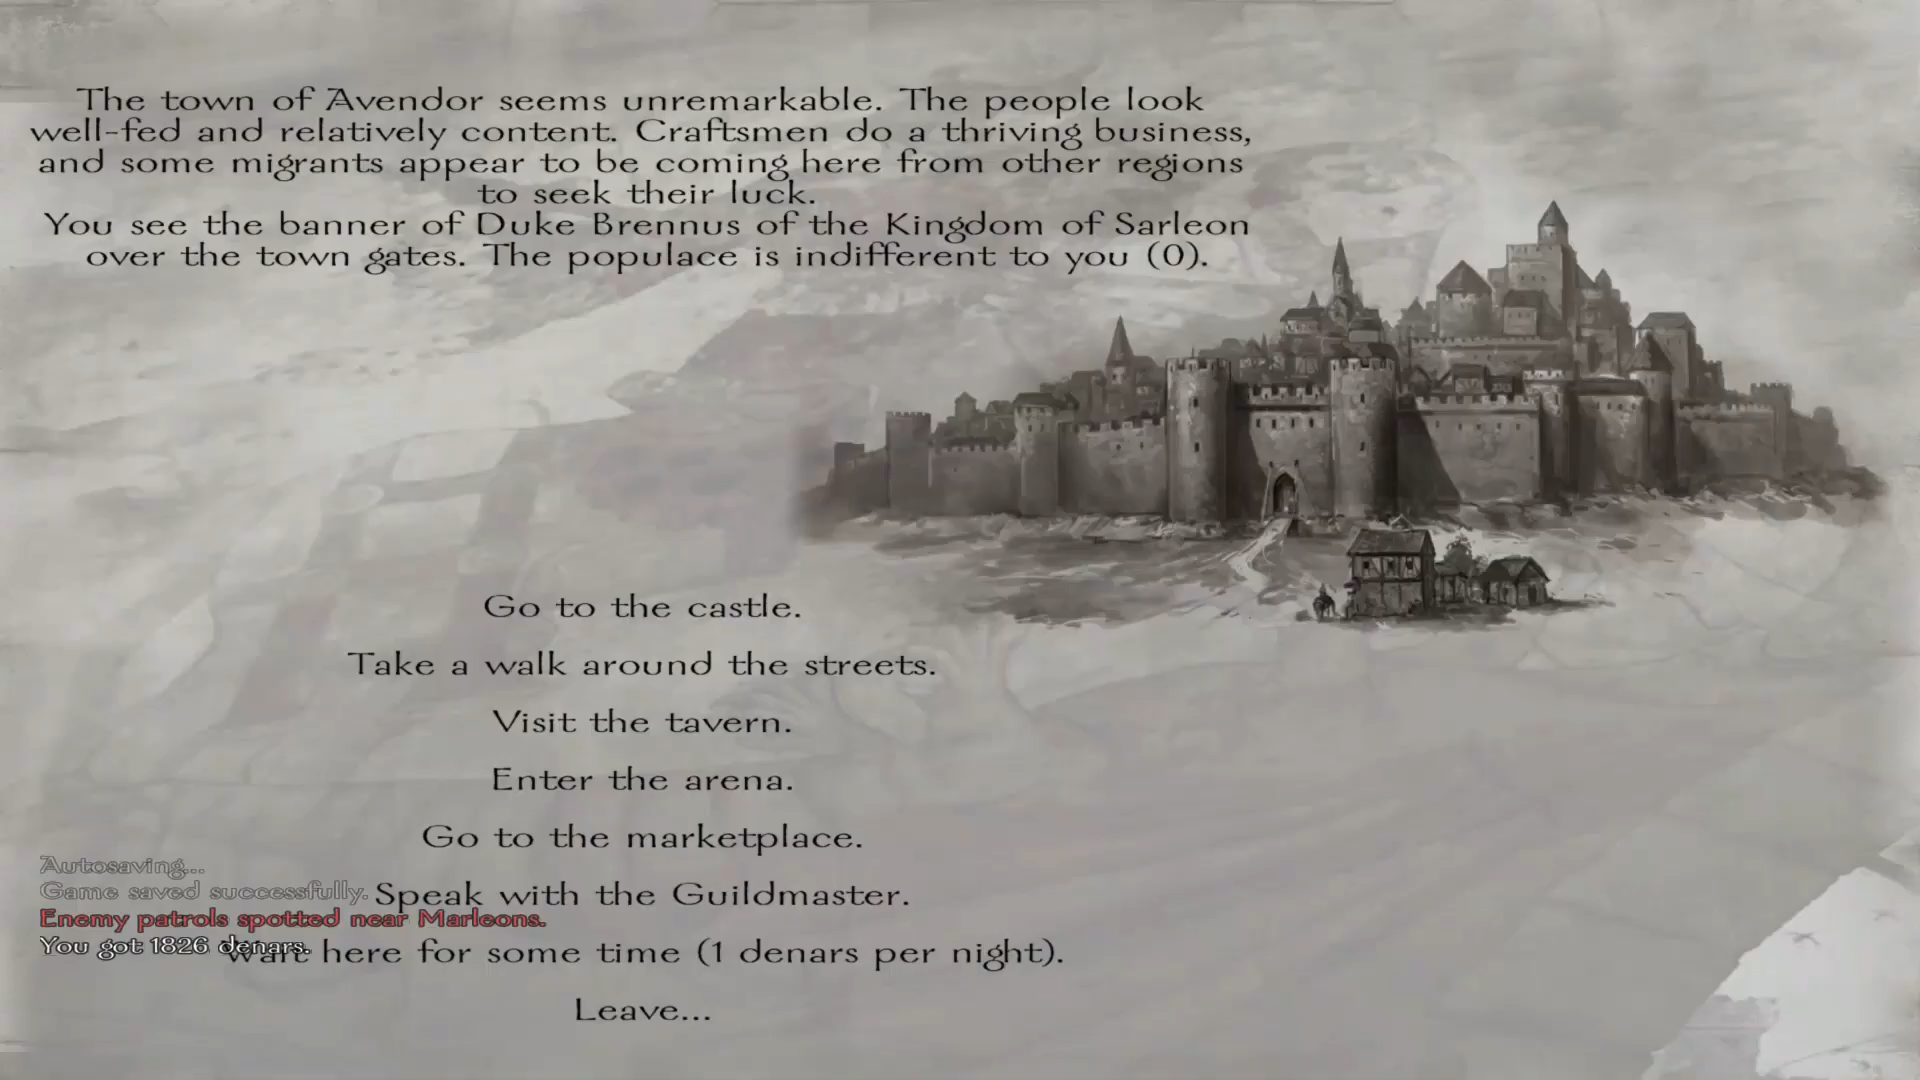 The town of Avendor seems unremarkable. The people look
well-fed and relatively content. Craftsmen do a thriving business,
and some migrants appear to be coming here from other regions
to seek their luck.
You see the banner of Duke Brennus of the Kingdom of Sarleon
over the town gates. The populace is indifferent to you (0).
Go to the castle.
Take a walk around the streets.
Visit the tavern.
Enter the arena.
Go to the marketplace.
Autosaving...
Game saved successfully.
Speak with the Guildmaster.
Enemy patrols spotted near Marleons.
You got 1826 denars.
Wait here for some time (1 denars per night).
Leave...